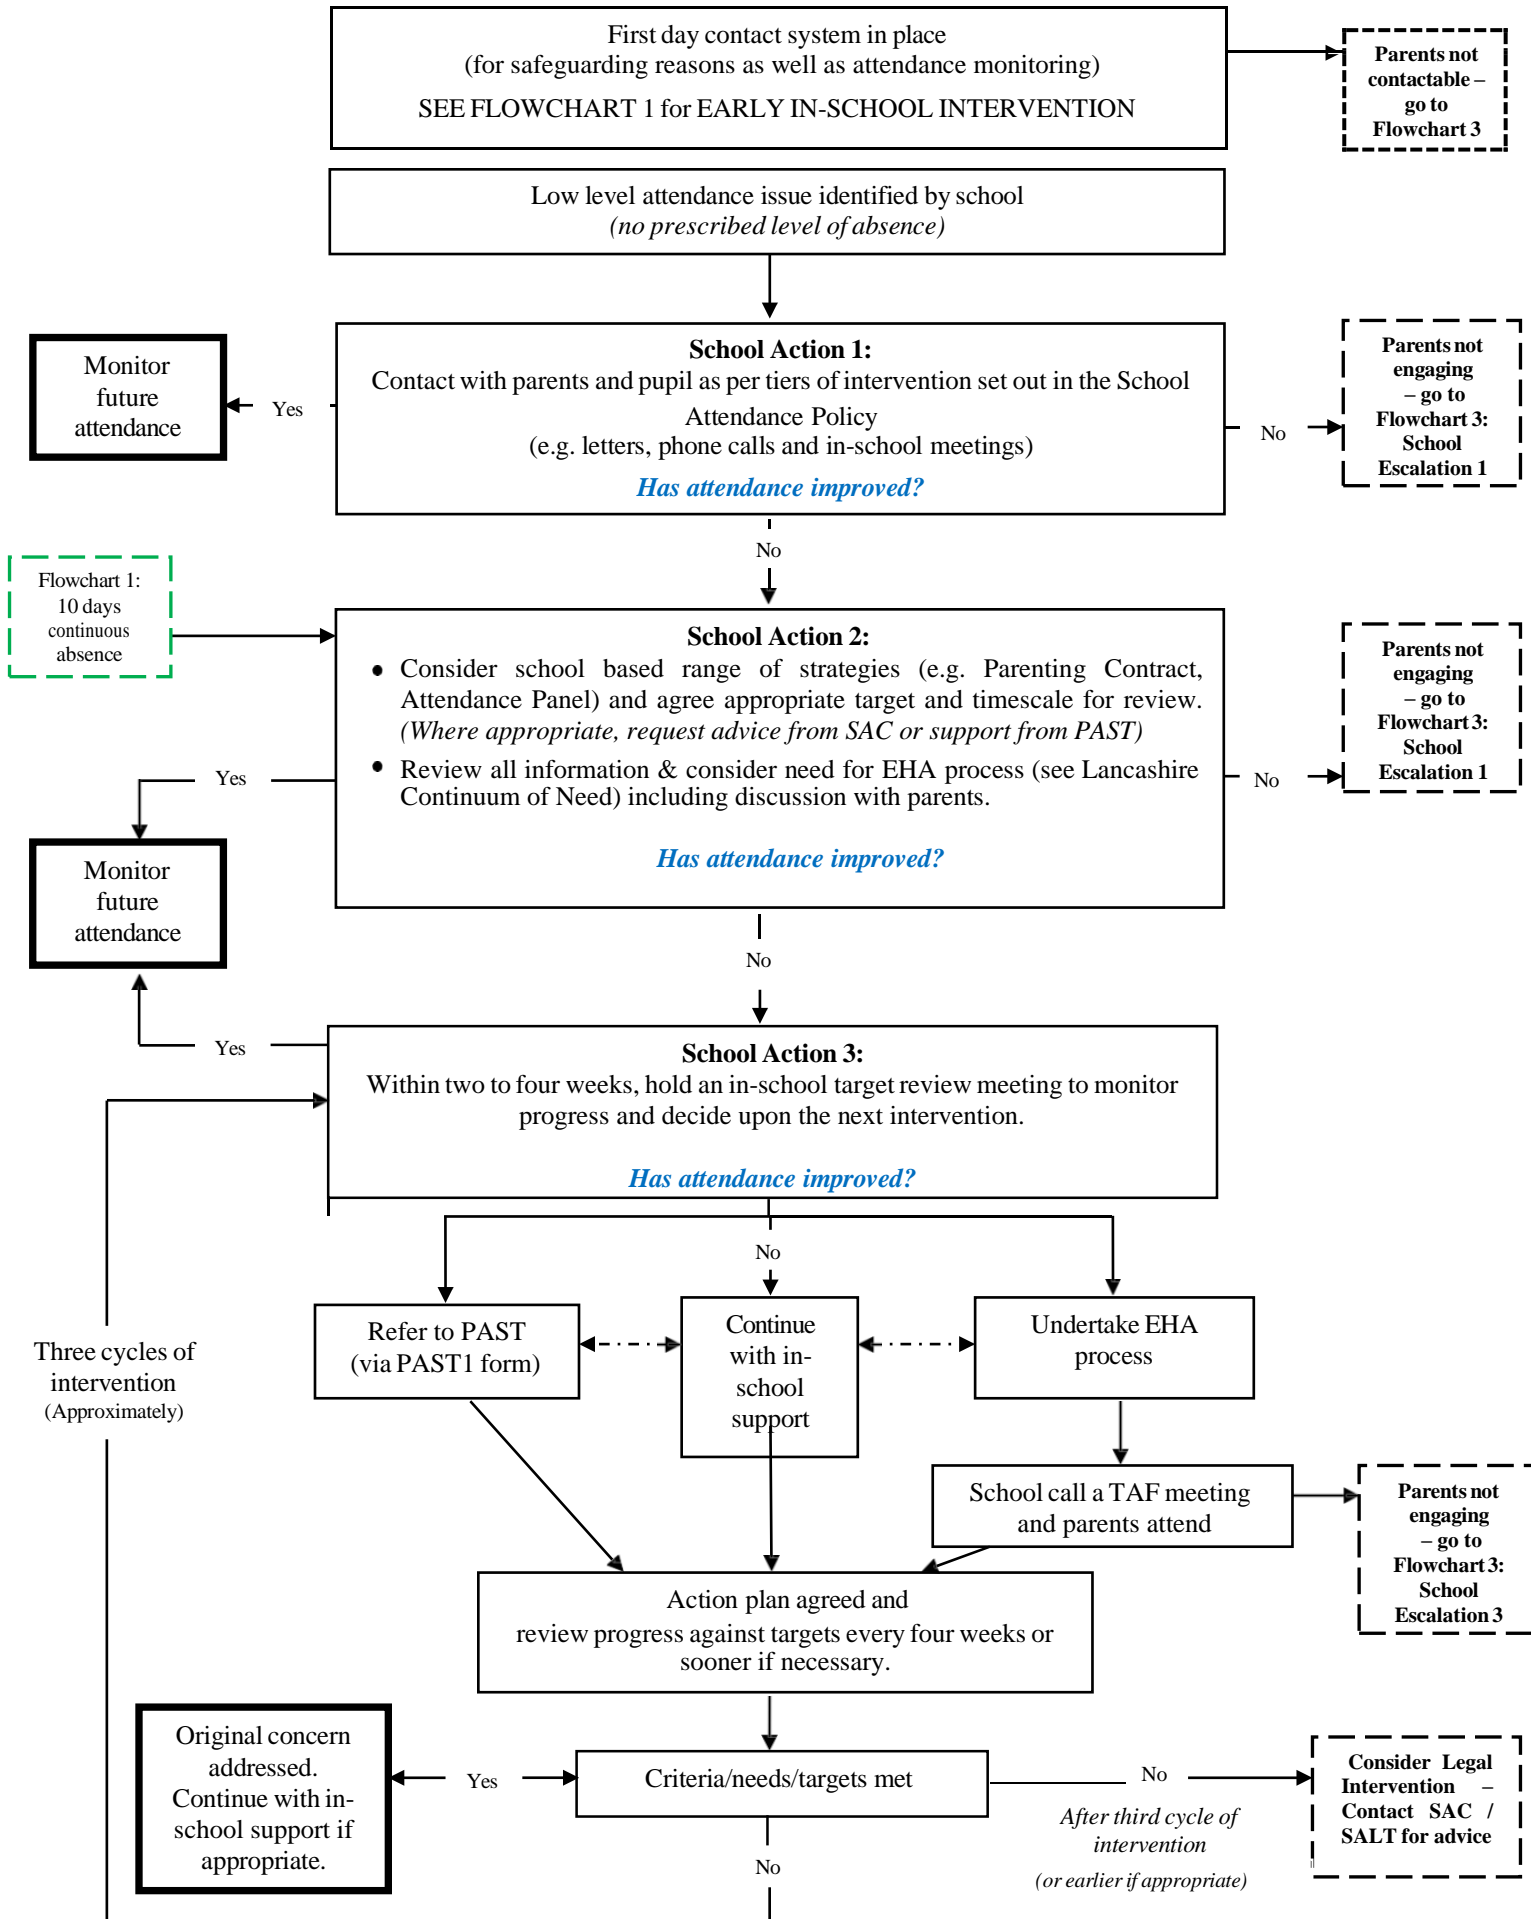 First day contact system in place
(for safeguarding reasons as well as attendance monitoring)
SEE FLOWCHART 1 for EARLY IN-SCHOOL INTERVENTION
Parents not
contactable –
go to
Flowchart 3
Low level attendance issue identified by school
(no prescribed level of absence)
Monitor
future
attendance
Yes
School Action 1:
Contact with parents and pupil as per tiers of intervention set out in the School
Attendance Policy
(e.g. letters, phone calls and in-school meetings)
Has attendance improved?
No
Parents not
engaging
– go to
Flowchart 3:
School
Escalation 1
No
Flowchart 1:
10 days
continuous
absence
School Action 2:
• Consider school based range of strategies (e.g. Parenting Contract,
Attendance Panel) and agree appropriate target and timescale for review.
(Where appropriate, request advice from SAC or support from PAST)
• Review all information & consider need for EHA process (see Lancashire
Continuum of Need) including discussion with parents.
Has attendance improved?
Yes
No
Parents not
engaging
– go to
Flowchart 3:
School
Escalation 1
Monitor
future
attendance
No
Yes
School Action 3:
Within two to four weeks, hold an in-school target review meeting to monitor
progress and decide upon the next intervention.
Has attendance improved?
No
Refer to PAST
(via PAST1 form)
Continue
with in-
school
support
Undertake EHA
process
Three cycles of
intervention
(Approximately)
School call a TAF meeting
and parents attend
Parents not
engaging
– go to
Flowchart 3:
School
Escalation 3
Action plan agreed and
review progress against targets every four weeks or
sooner if necessary.
Original concern
addressed.
Continue with in-
school support if
appropriate.
Yes
Criteria/needs/targets met
No
After third cycle of
intervention
(or earlier if appropriate)
Consider Legal
Intervention –
Contact SAC /
SALT for advice
No